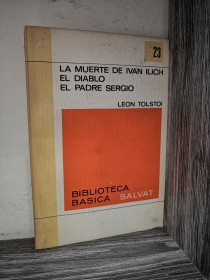 23
LA MUERTE DE IVAN ILICH
EL DIABLO
EL PADRE SERGIO
LEON TOLSTOI
BIBLIOTECA
BASICA SALVAT